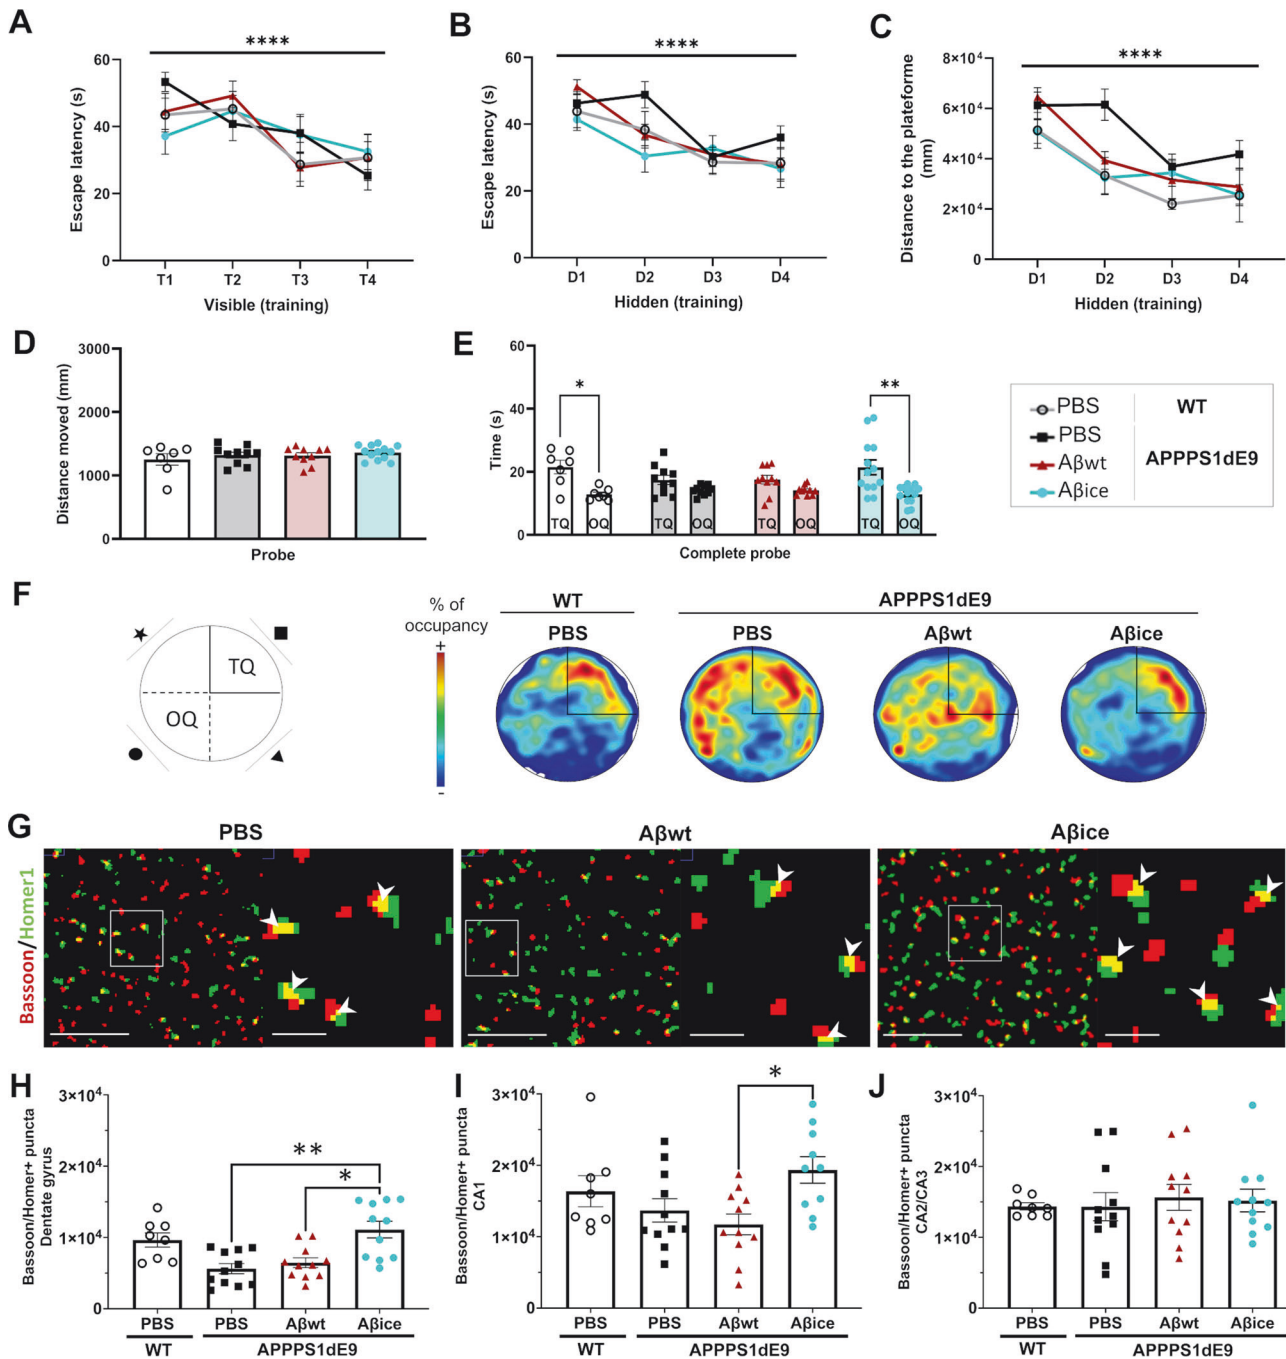 A
****
Escape latency (s)
60
40
20
0
T1 T2 T3 T4
Visible (training)
B
****
Escape latency (s)
60
40
20
0
D1 D2 D3 D4
Hidden (training)
C
****
Distance to the plateforme
(mm)
8×10⁴
6×10⁴
4×10⁴
2×10⁴
0
D1 D2 D3 D4
Hidden (training)
D
Distance moved (mm)
3000
2000
1000
0
Probe
E
Time (s)
60
40
20
0
*
**
TQ OQ TQ OQ TQ OQ TQ OQ
Complete probe
PBS WT
PBS
Aβwt APPPS1dE9
Aβice
F
TQ
OQ
% of
occupancy
+
-
WT APPPS1dE9
PBS PBS Aβwt Aβice
G
PBS Aβwt Aβice
Bassoon/Homer1
H
Bassoon/Homer+ puncta
Dentate gyrus
3×10⁴
2×10⁴
1×10⁴
0
**
*
PBS PBS Aβwt Aβice
WT APPPS1dE9
I
Bassoon/Homer+ puncta
CA1
3×10⁴
2×10⁴
1×10⁴
0
*
PBS PBS Aβwt Aβice
WT APPPS1dE9
J
Bassoon/Homer+ puncta
CA2/CA3
3×10⁴
2×10⁴
1×10⁴
0
PBS PBS Aβwt Aβice
WT APPPS1dE9